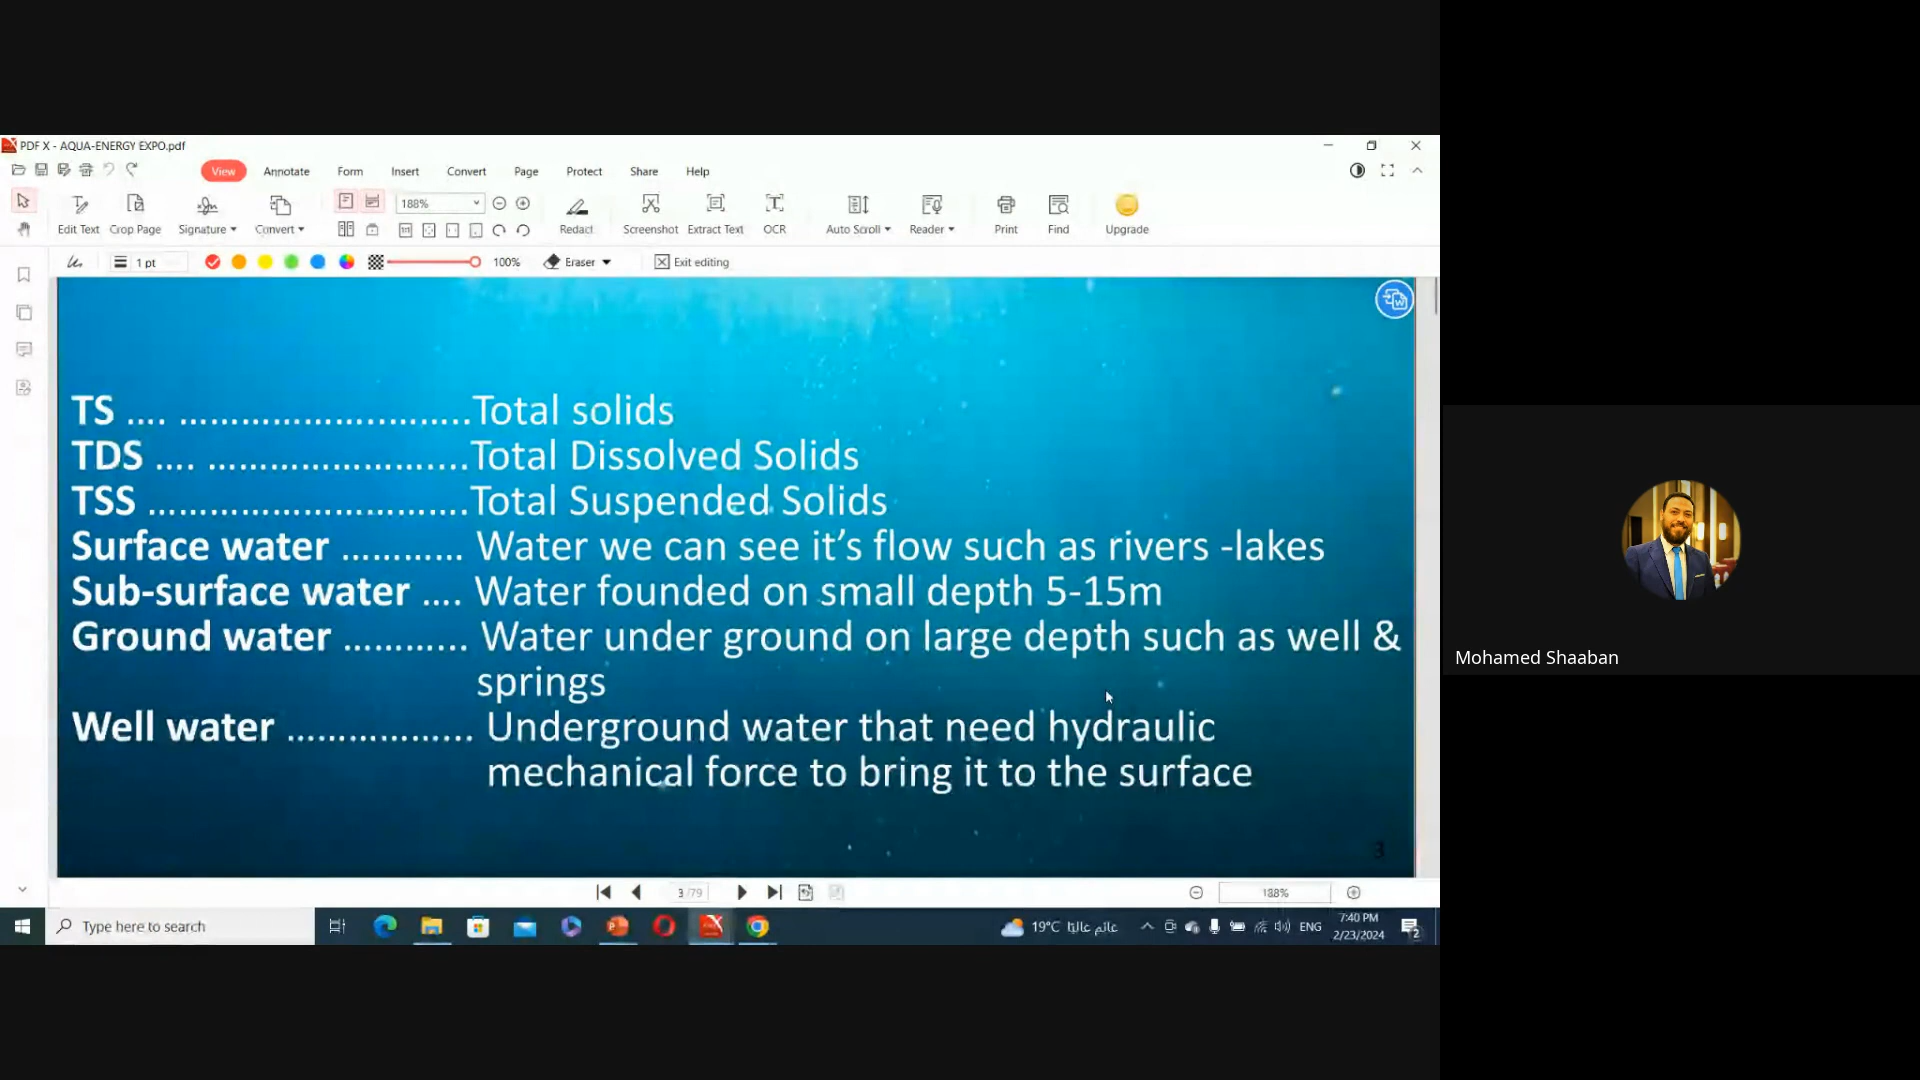 PDF X - AQUA-ENERGY EXPO.pdf
View Annotate Form Insert Convert Page Protect Share Help
188%
Edit Text Crop Page Signature Convert Redact Screenshot Extract Text OCR Auto Scroll Reader Print Find Upgrade
1 pt 100% Eraser Exit editing
TS .... ............................Total solids
TDS .... .........................Total Dissolved Solids
TSS ...............................Total Suspended Solids
Surface water ............ Water we can see it’s flow such as rivers -lakes
Sub-surface water .... Water founded on small depth 5-15m
Ground water ............ Water under ground on large depth such as well &
springs
Well water .................. Underground water that need hydraulic
mechanical force to bring it to the surface
3
3 /79
188%
Type here to search
19°C غائم غالبًا
ENG
7:40 PM
2/23/2024
2
Mohamed Shaaban